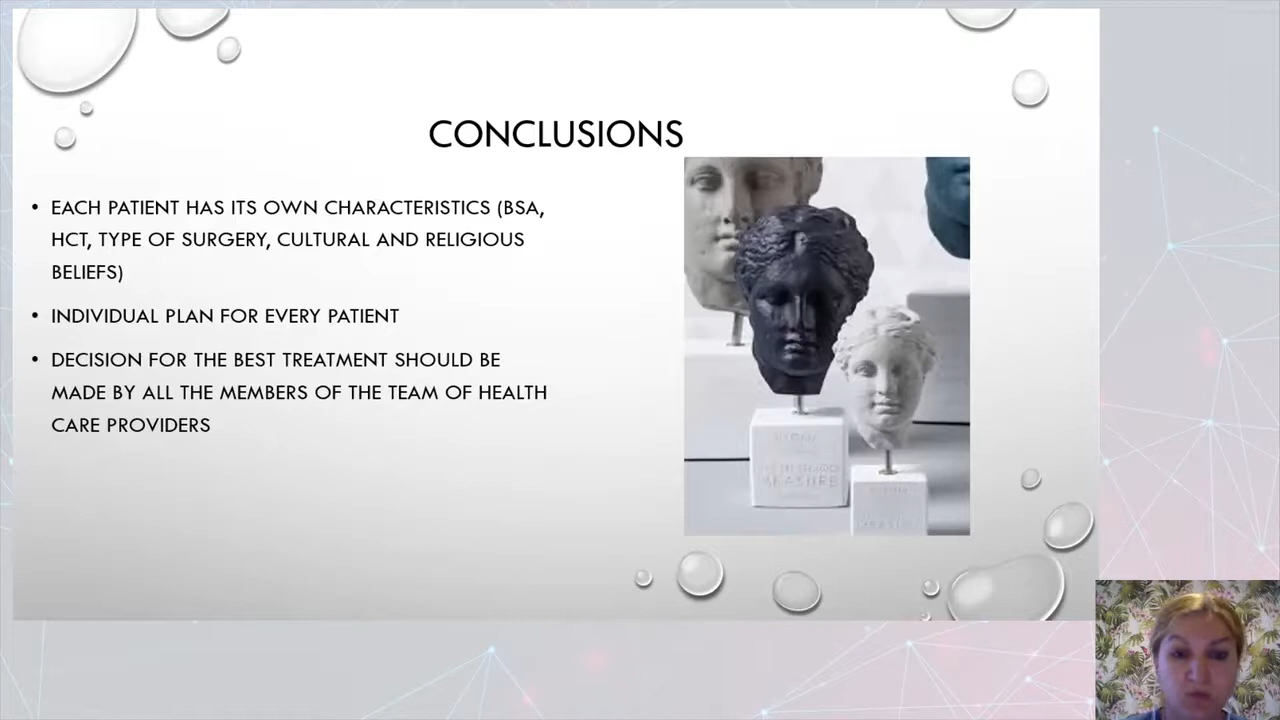 CONCLUSIONS
• EACH PATIENT HAS ITS OWN CHARACTERISTICS (BSA,
HCT, TYPE OF SURGERY, CULTURAL AND RELIGIOUS
BELIEFS)
• INDIVIDUAL PLAN FOR EVERY PATIENT
• DECISION FOR THE BEST TREATMENT SHOULD BE
MADE BY ALL THE MEMBERS OF THE TEAM OF HEALTH
CARE PROVIDERS